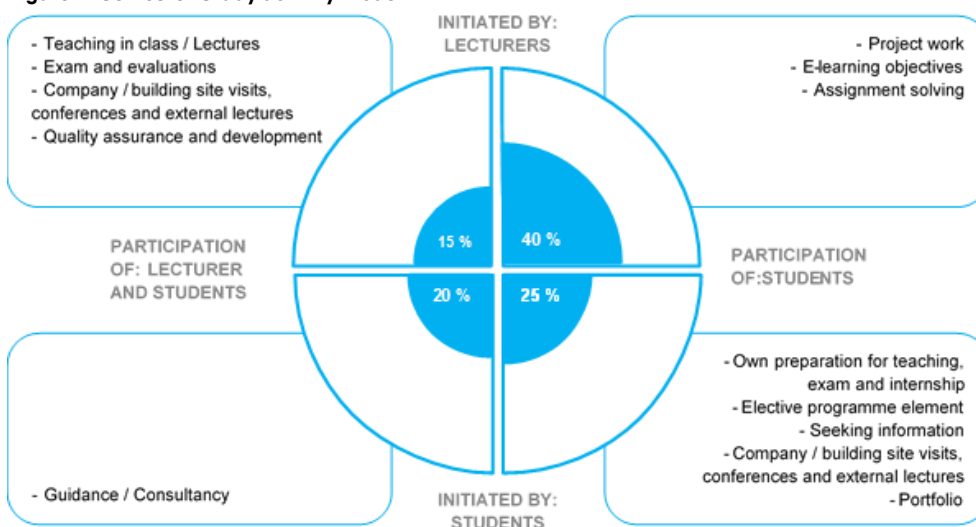 INITIATED BY:
LECTURERS
- Teaching in class / Lectures
- Exam and evaluations
- Company / building site visits,
conferences and external lectures
- Quality assurance and development
- Project work
- E-learning objectives
- Assignment solving
15 %
40 %
PARTICIPATION
OF: LECTURER
AND STUDENTS
PARTICIPATION
OF:STUDENTS
20 %
25 %
- Guidance / Consultancy
- Own preparation for teaching,
exam and internship
- Elective programme element
- Seeking information
- Company / building site visits,
conferences and external lectures
- Portfolio
INITIATED BY:
STUDENTS